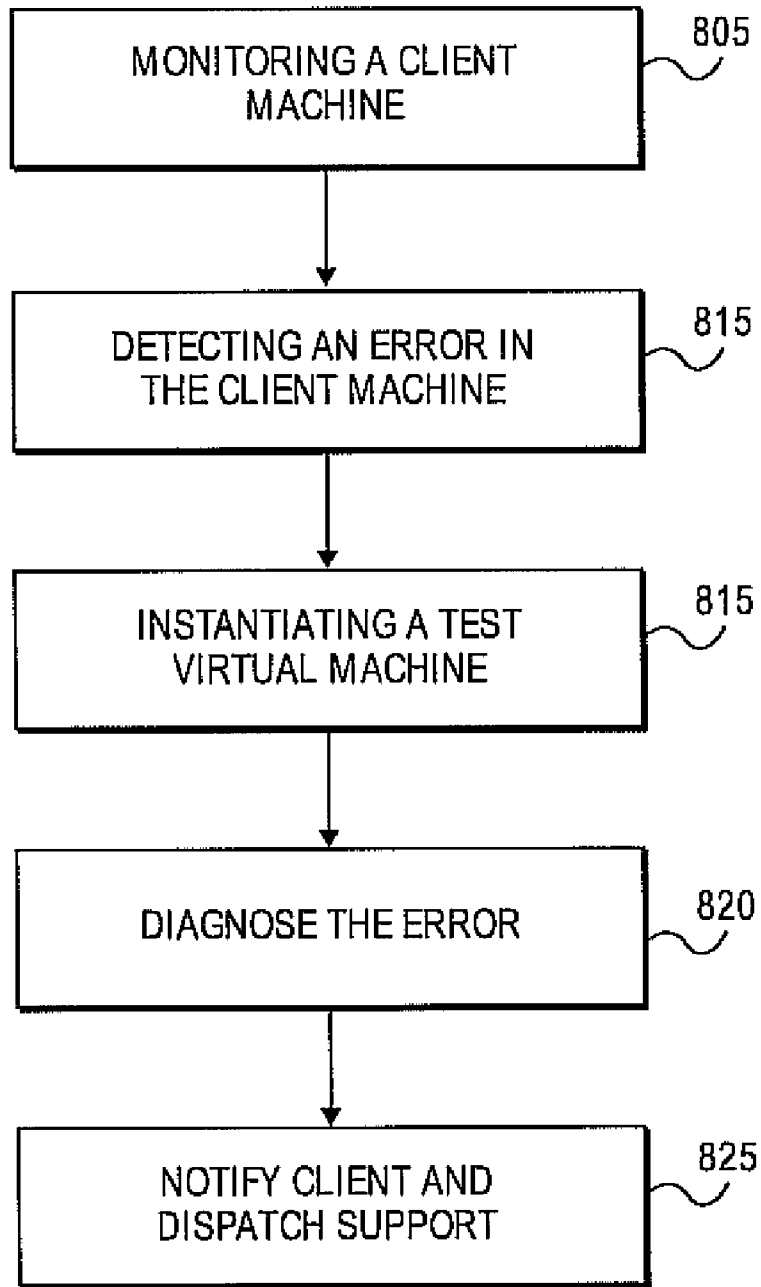 805
MONITORING A CLIENT
MACHINE
815
DETECTING AN ERROR IN
THE CLIENT MACHINE
815
INSTANTIATING A TEST
VIRTUAL MACHINE
820
DIAGNOSE THE ERROR
825
NOTIFY CLIENT AND
DISPATCH SUPPORT